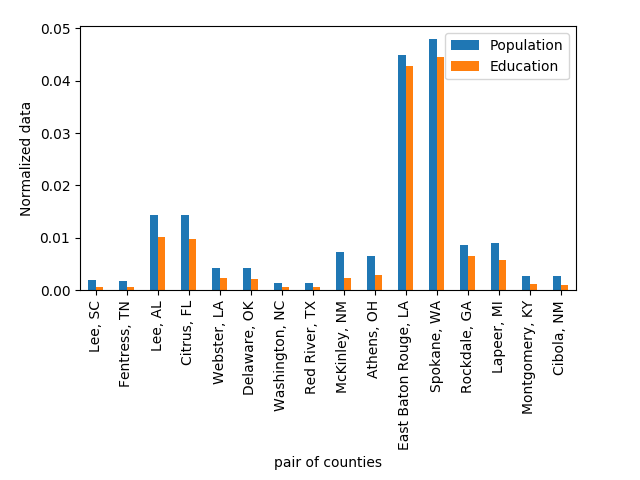 Population
Education
0.05
0.04
0.03
0.02
0.01
0.00
Normalized data
Lee, SC
Fentress, TN
Lee, AL
Citrus, FL
Webster, LA
Delaware, OK
Washington, NC
Red River, TX
McKinley, NM
Athens, OH
East Baton Rouge, LA
Spokane, WA
Rockdale, GA
Lapeer, MI
Montgomery, KY
Cibola, NM
pair of counties